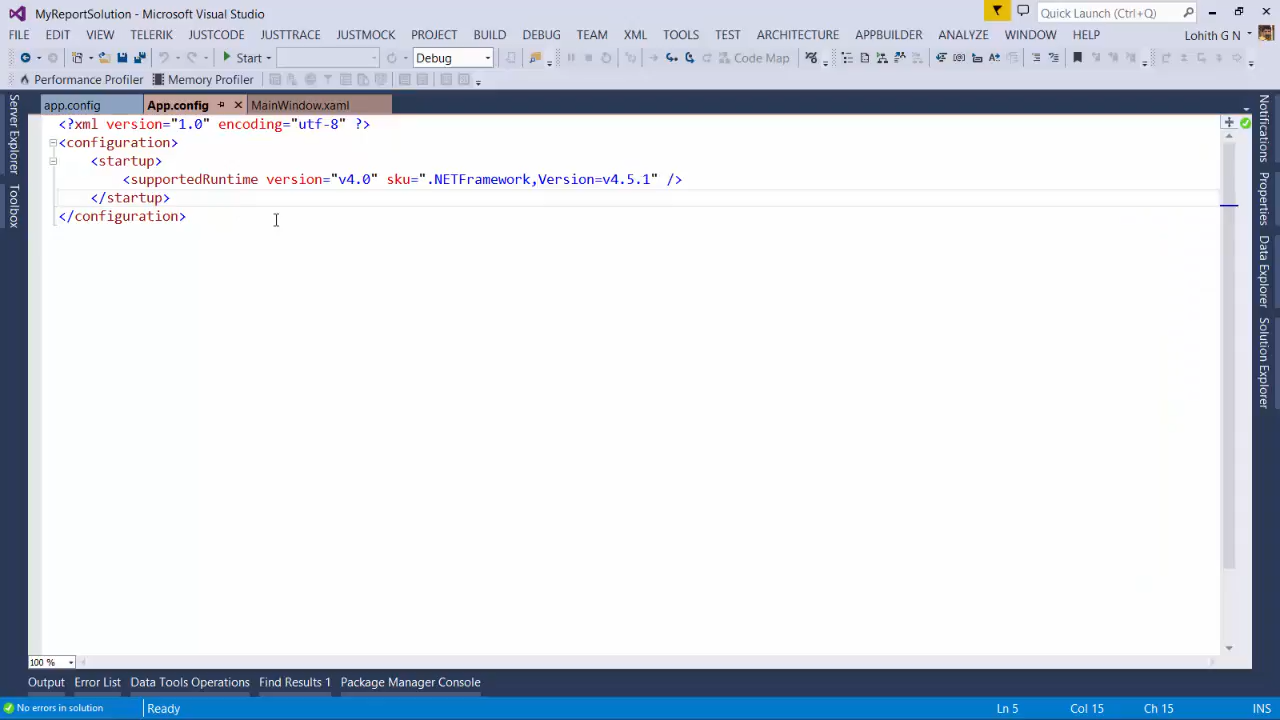 MyReportSolution - Microsoft Visual Studio
Quick Launch (Ctrl+Q)
FILE EDIT VIEW TELERIK JUSTCODE JUSTTRACE JUSTMOCK PROJECT BUILD DEBUG TEAM XML TOOLS TEST ARCHITECTURE APPBUILDER ANALYZE WINDOW HELP Lohith G N
Start Debug Code Map
Performance Profiler Memory Profiler
app.config App.config MainWindow.xaml
<?xml version="1.0" encoding="utf-8" ?>
<configuration>
<startup>
<supportedRuntime version="v4.0" sku=".NETFramework,Version=v4.5.1" />
</startup>
</configuration>
Server Explorer
Toolbox
Notifications
Properties
Data Explorer
Solution Explorer
100 %
Output Error List Data Tools Operations Find Results 1 Package Manager Console
No errors in solution Ready Ln 5 Col 15 Ch 15 INS